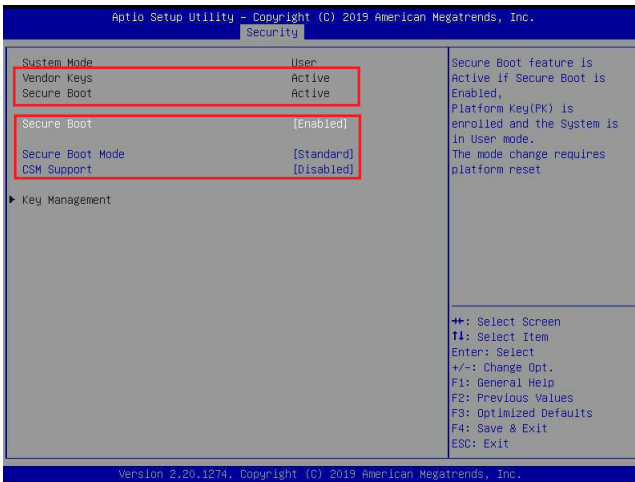 Aptio Setup Utility – Copyright (C) 2019 American Megatrends, Inc.
Security
System Mode User
Vendor Keys Active
Secure Boot Active
Secure Boot [Enabled]
Secure Boot Mode [Standard]
CSM Support [Disabled]
▶ Key Management
Secure Boot feature is
Active if Secure Boot is
Enabled,
Platform Key(PK) is
enrolled and the System is
in User mode.
The mode change requires
platform reset
→←: Select Screen
↑↓: Select Item
Enter: Select
+/-: Change Opt.
F1: General Help
F2: Previous Values
F3: Optimized Defaults
F4: Save & Exit
ESC: Exit
Version 2.20.1274. Copyright (C) 2019 American Megatrends, Inc.